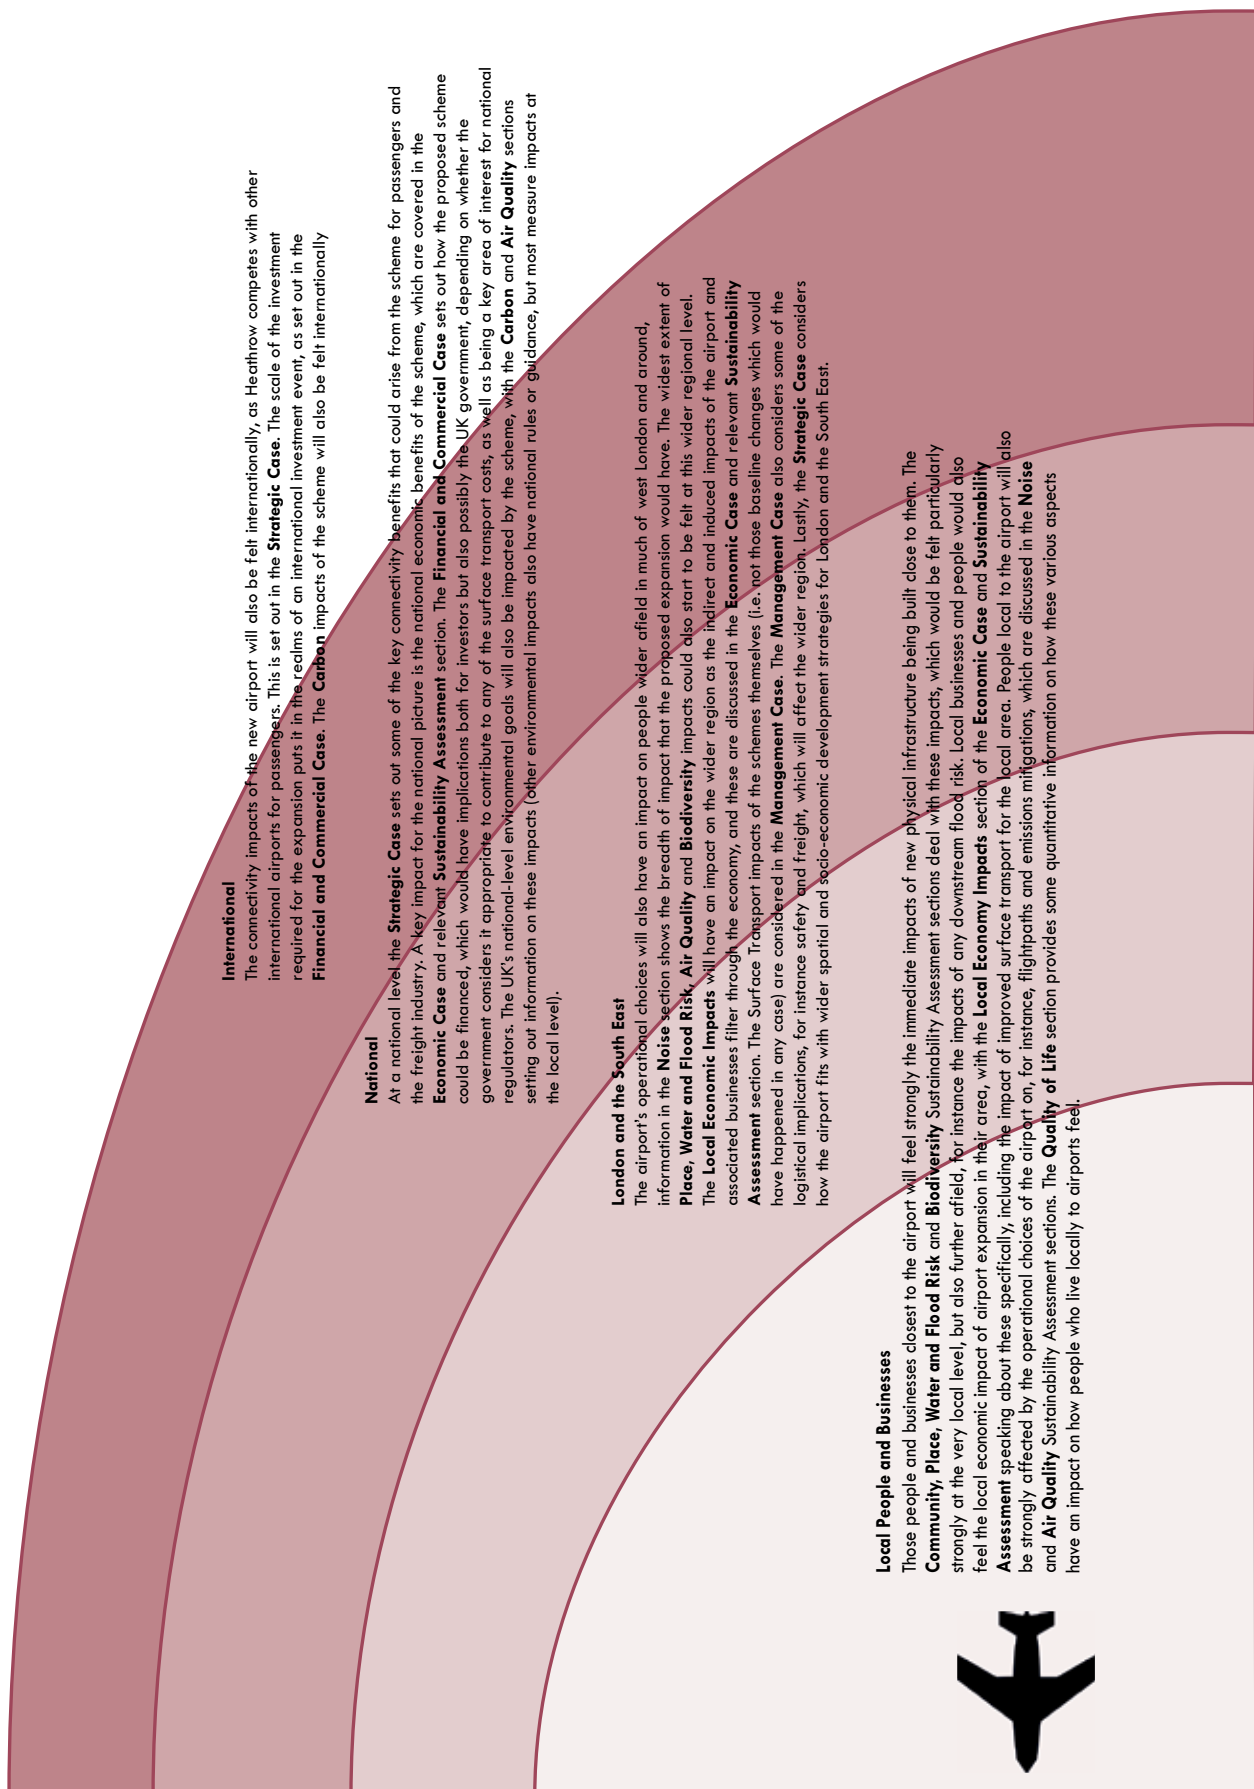 International
The connectivity impacts of the new airport will also be felt internationally, as Heathrow competes with other
international airports for passengers. This is set out in the Strategic Case. The scale of the investment
required for the expansion puts it in the realms of an international investment event, as set out in the
Financial and Commercial Case. The Carbon impacts of the scheme will also be felt internationally
National
At a national level the Strategic Case sets out some of the key connectivity benefits that could arise from the scheme for passengers and
the freight industry. A key impact for the national picture is the national economic benefits of the scheme, which are covered in the
Economic Case and relevant Sustainability Assessment section. The Financial and Commercial Case sets out how the proposed scheme
could be financed, which would have implications both for investors but also possibly the UK government, depending on whether the
government considers it appropriate to contribute to any of the surface transport costs, as well as being a key area of interest for national
regulators. The UK's national-level environmental goals will also be impacted by the scheme, with the Carbon and Air Quality sections
setting out information on these impacts (other environmental impacts also have national rules or guidance, but most measure impacts at
the local level).
London and the South East
The airport's operational choices will also have an impact on people wider afield in much of west London and around,
information in the Noise section shows the breadth of impact that the proposed expansion would have. The widest extent of
Place, Water and Flood Risk, Air Quality and Biodiversity impacts could also start to be felt at this wider regional level.
The Local Economic Impacts will have an impact on the wider region as the indirect and induced impacts of the airport and
associated businesses filter through the economy, and these are discussed in the Economic Case and relevant Sustainability
Assessment section. The Surface Transport impacts of the schemes themselves (i.e. not those baseline changes which would
have happened in any case) are considered in the Management Case. The Management Case also considers some of the
logistical implications, for instance safety and freight, which will affect the wider region. Lastly, the Strategic Case considers
how the airport fits with wider spatial and socio-economic development strategies for London and the South East.
Local People and Businesses
Those people and businesses closest to the airport will feel strongly the immediate impacts of new physical infrastructure being built close to them. The
Community, Place, Water and Flood Risk and Biodiversity Sustainability Assessment sections deal with these impacts, which would be felt particularly
strongly at the very local level, but also further afield, for instance the impacts of any downstream flood risk. Local businesses and people would also
feel the local economic impact of airport expansion in their area, with the Local Economy Impacts section of the Economic Case and Sustainability
Assessment speaking about these specifically, including the impact of improved surface transport for the local area. People local to the airport will also
be strongly affected by the operational choices of the airport on, for instance, flightpaths and emissions mitigations, which are discussed in the Noise
and Air Quality Sustainability Assessment sections. The Quality of Life section provides some quantitative information on how these various aspects
have an impact on how people who live locally to airports feel.